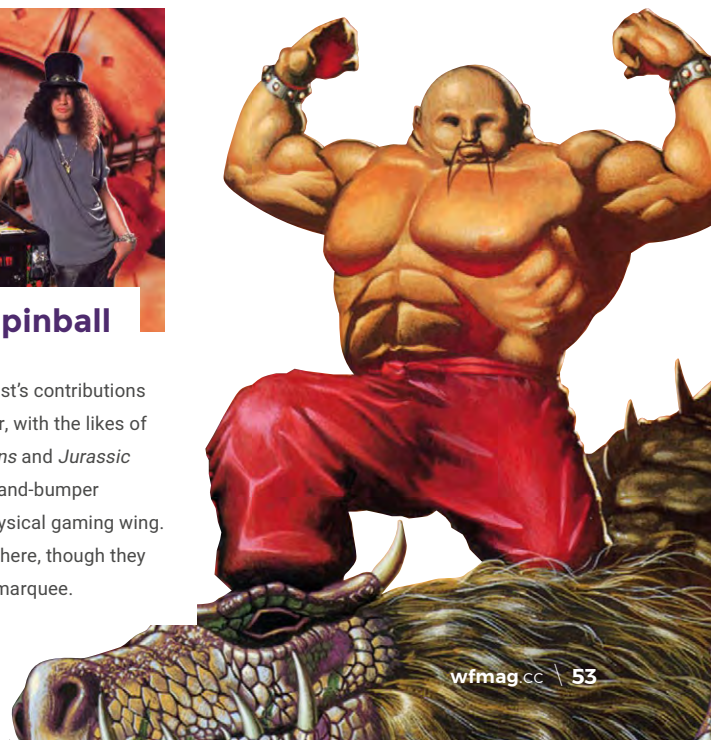 pinball
st’s contributions
r, with the likes of
ns and Jurassic
and-bumper
ysical gaming wing.
here, though they
marquee.
wfmag.cc \ 53